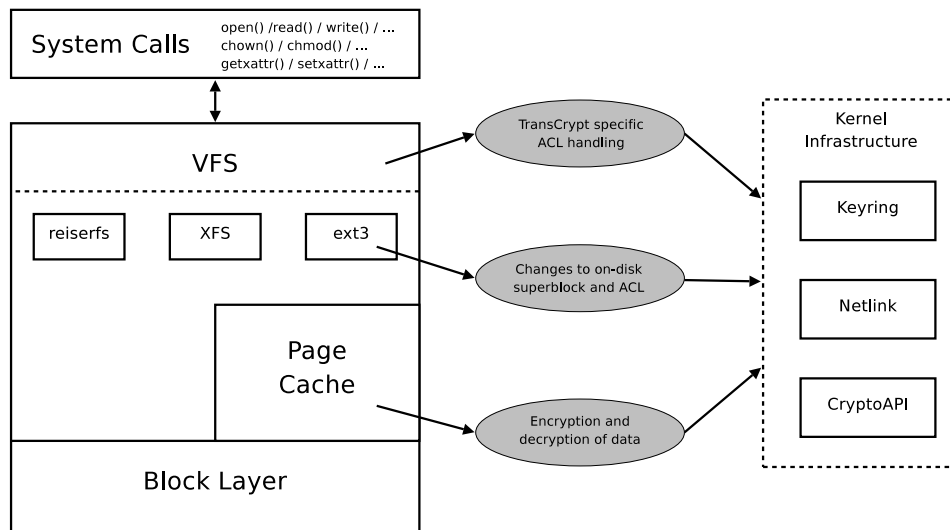 System Calls
open() /read() / write() / ...
chown() / chmod() / ...
getxattr() / setxattr() / ...
VFS
reiserfs
XFS
ext3
Page
Cache
Block Layer
TransCrypt specific
ACL handling
Changes to on-disk
superblock and ACL
Encryption and
decryption of data
Kernel
Infrastructure
Keyring
Netlink
CryptoAPI